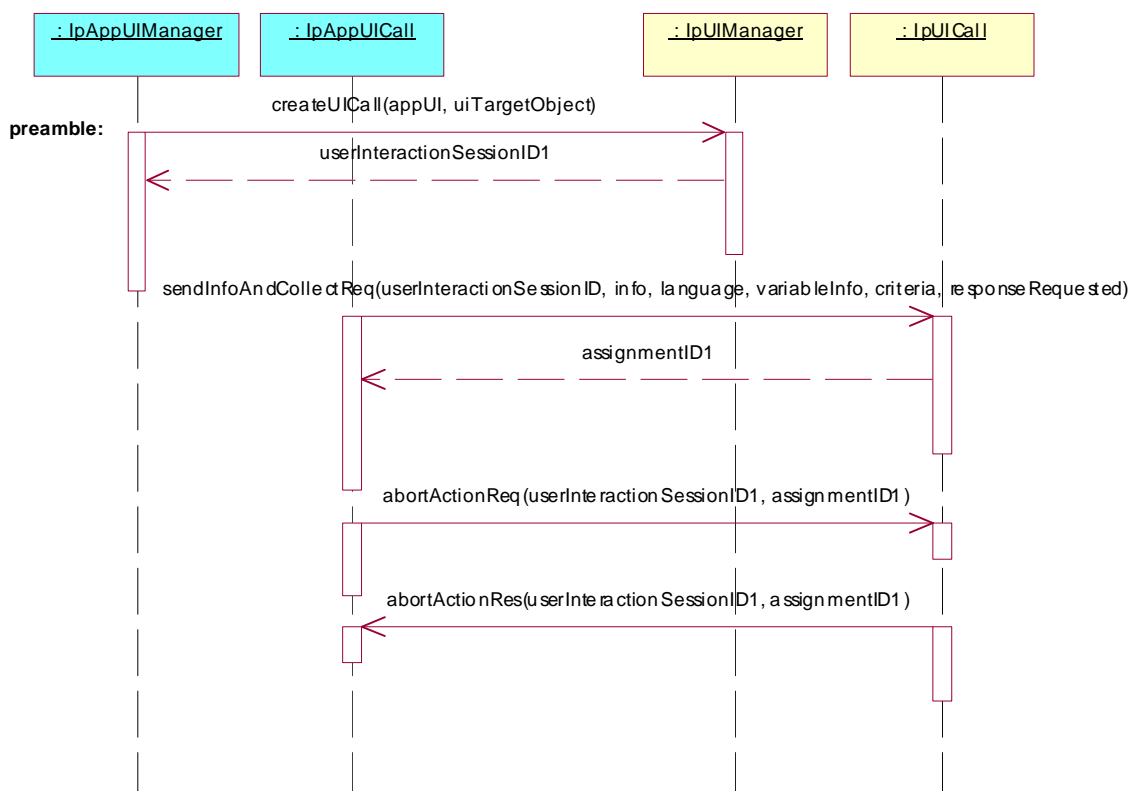 : IpAppUIManager
: IpAppUICall
: IpUIManager
: IpUICall
createUICall(appUI, uiTargetObject)
preamble:
userInteractionSessionID1
sendInfoAndCollectReq(userInteractionSessionID, info, language, variableInfo, criteria, responseRequested)
assignmentID1
abortActionReq(userInteractionSessionID1, assignmentID1)
abortActionRes(userInteractionSessionID1, assignmentID1)